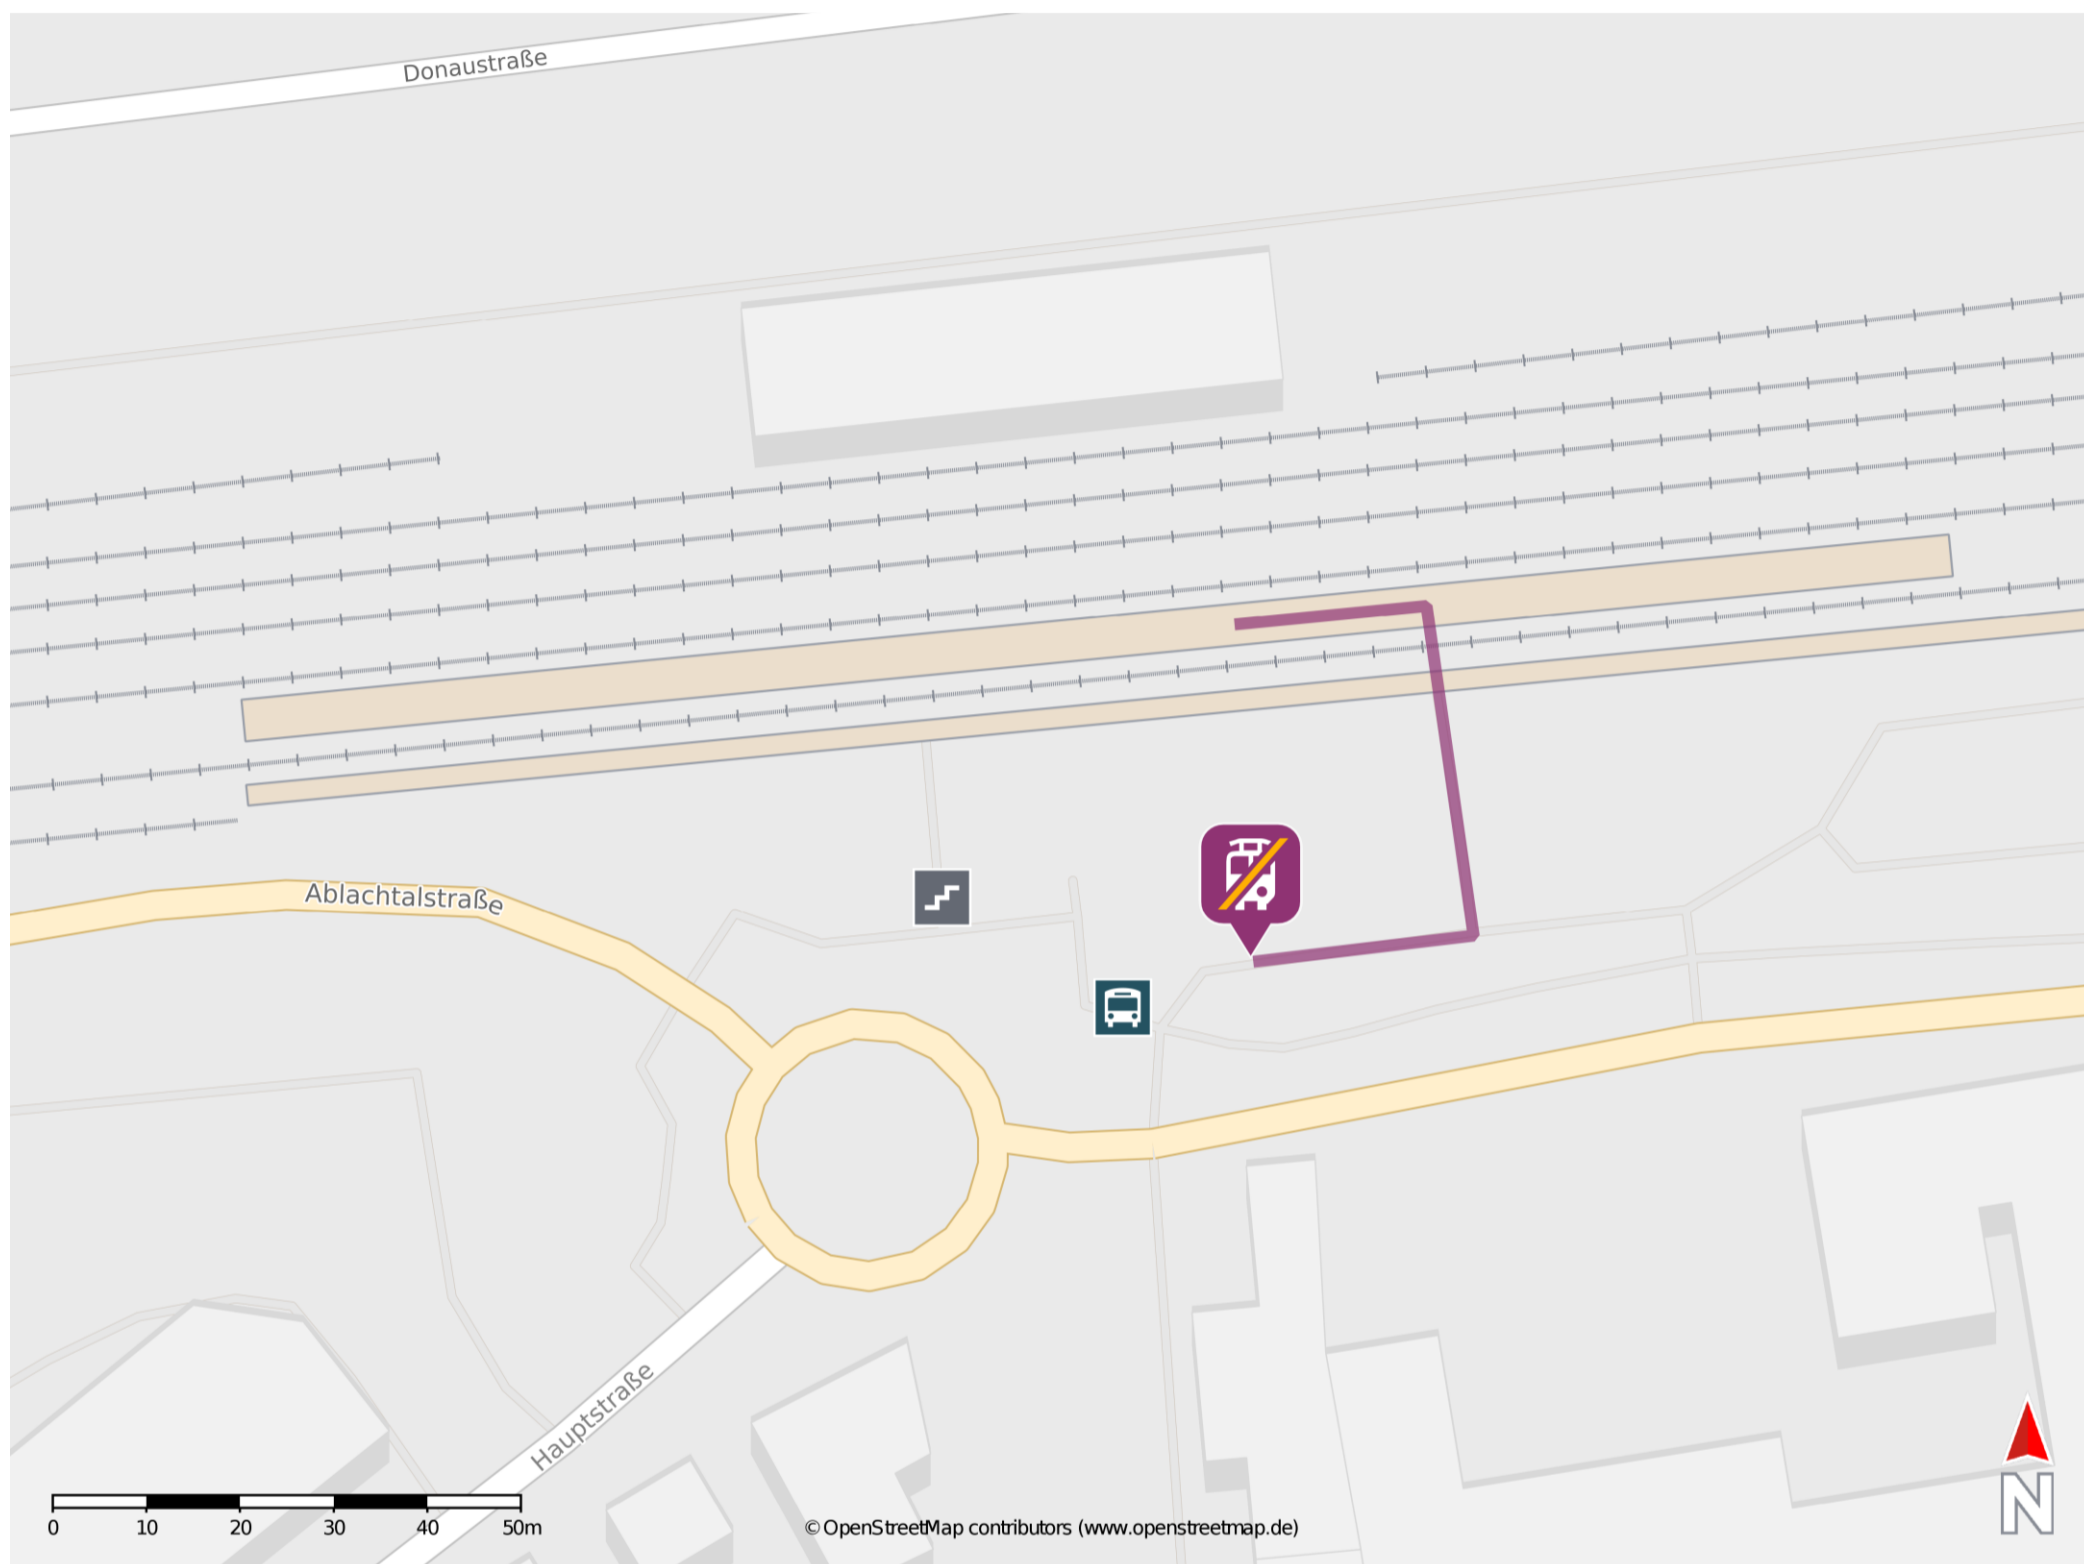 Donaustraße
Ablachtalstraße
Hauptstraße
0 10 20 30 40 50m
© OpenStreetMap contributors (www.openstreetmap.de)
N